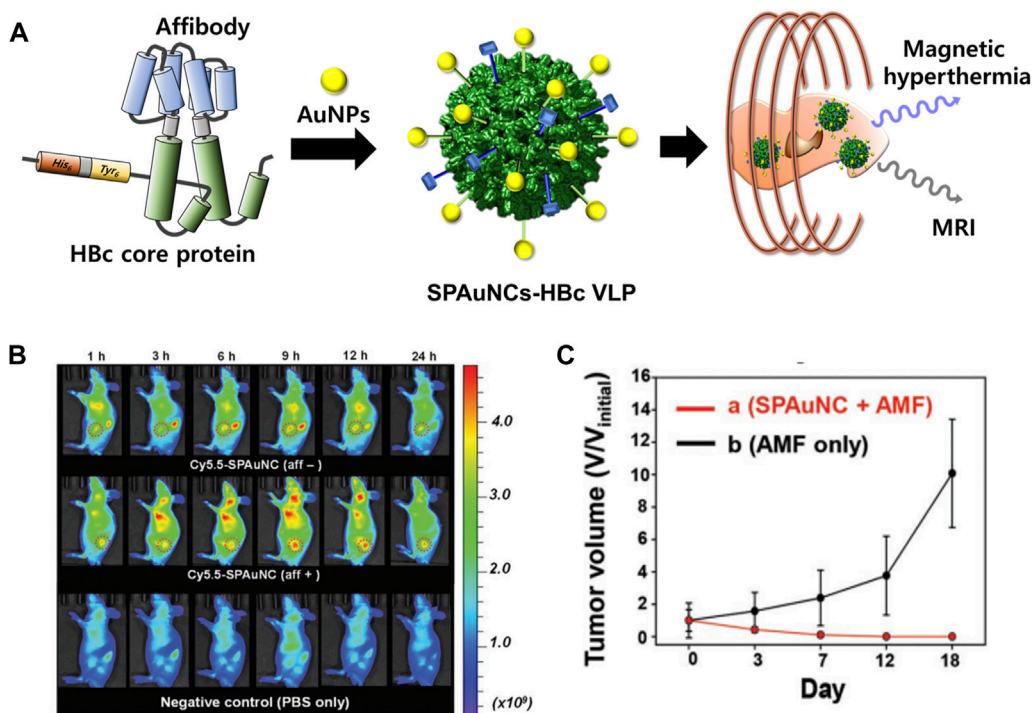 A
Affibody
His6
Tyr6
HBc core protein
AuNPs
SPAuNCs-HBc VLP
Magnetic
hyperthermia
MRI
B
1 h 3 h 6 h 9 h 12 h 24 h
Cy5.5-SPAuNC (aff –)
Cy5.5-SPAuNC (aff +)
Negative control (PBS only)
4.0
3.0
2.0
1.0
(x10⁹)
C
Tumor volume (V/Vinitial)
16
14
12
10
8
6
4
2
0
a (SPAuNC + AMF)
b (AMF only)
0 3 7 12 18
Day